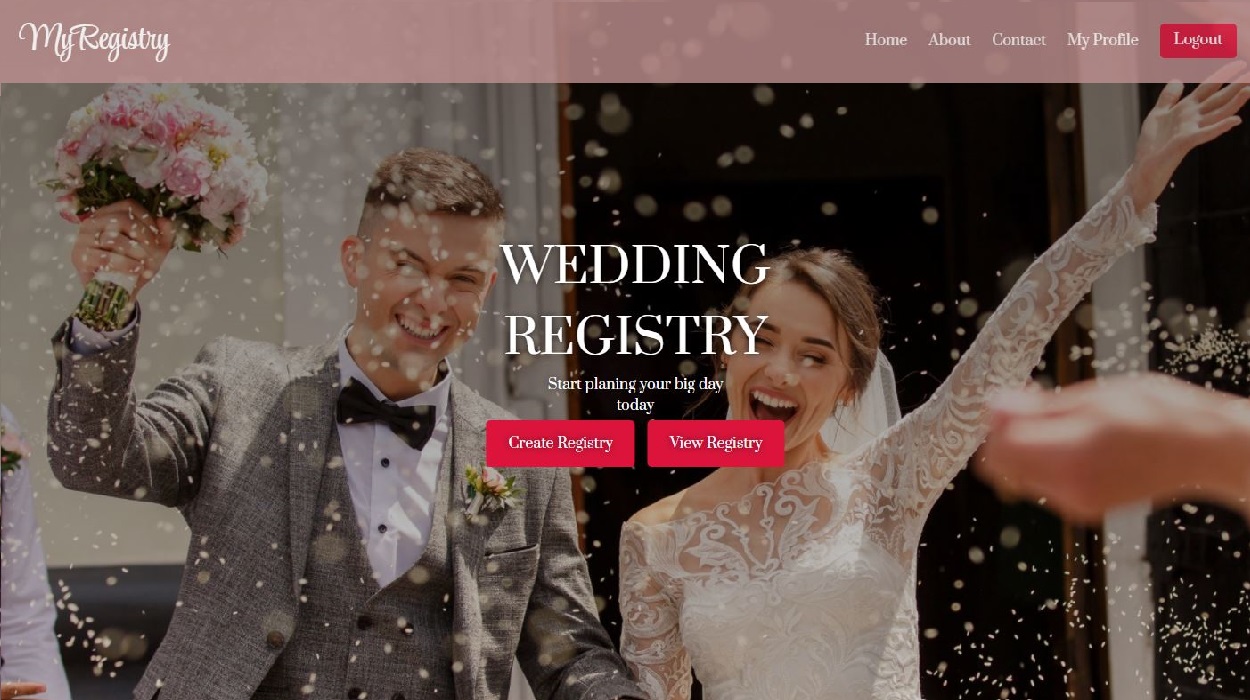 MyRegistry
Home About Contact My Profile Logout
WEDDING
REGISTRY
Start planing your big day
today
Create Registry View Registry